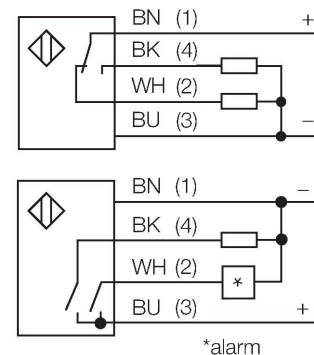 BN (1) +
BK (4)
WH (2)
BU (3) −
BN (1) −
BK (4)
WH (2) *
BU (3) +
*alarm